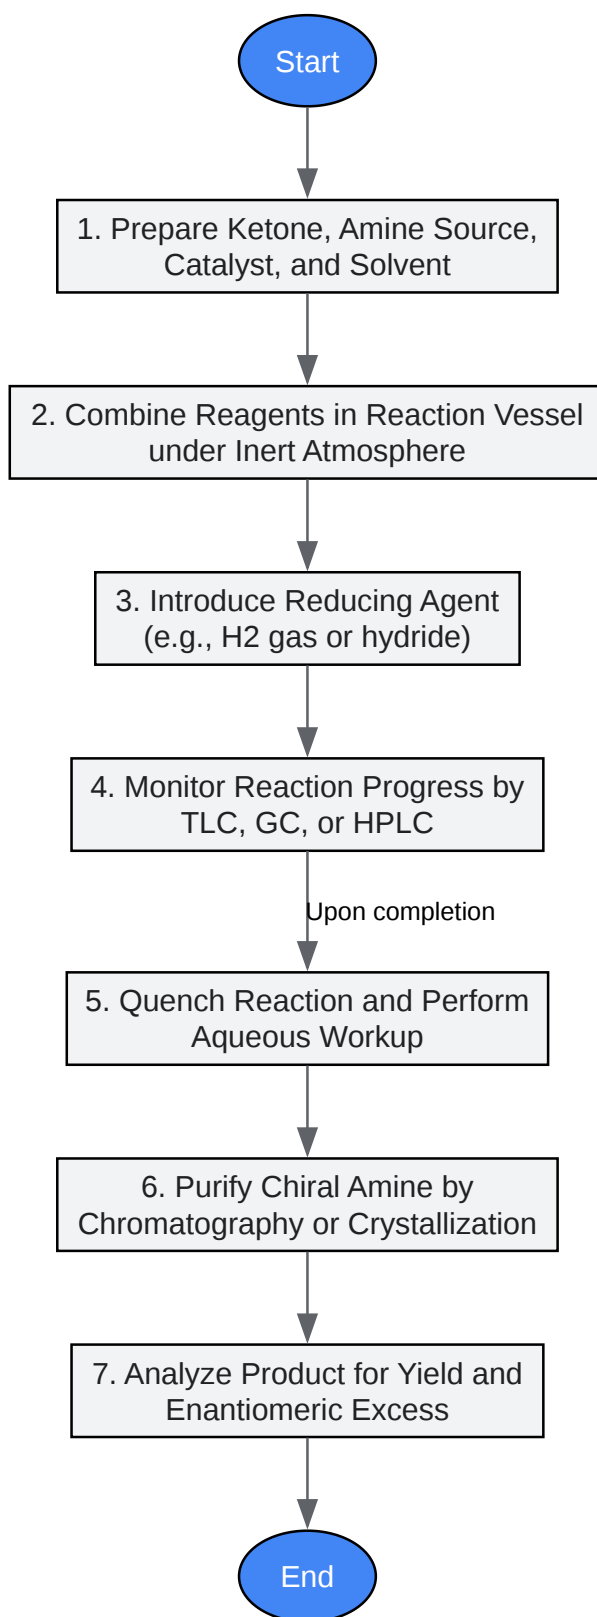 Start
1. Prepare Ketone, Amine Source,
Catalyst, and Solvent
2. Combine Reagents in Reaction Vessel
under Inert Atmosphere
3. Introduce Reducing Agent
(e.g., H2 gas or hydride)
4. Monitor Reaction Progress by
TLC, GC, or HPLC
Upon completion
5. Quench Reaction and Perform
Aqueous Workup
6. Purify Chiral Amine by
Chromatography or Crystallization
7. Analyze Product for Yield and
Enantiomeric Excess
End